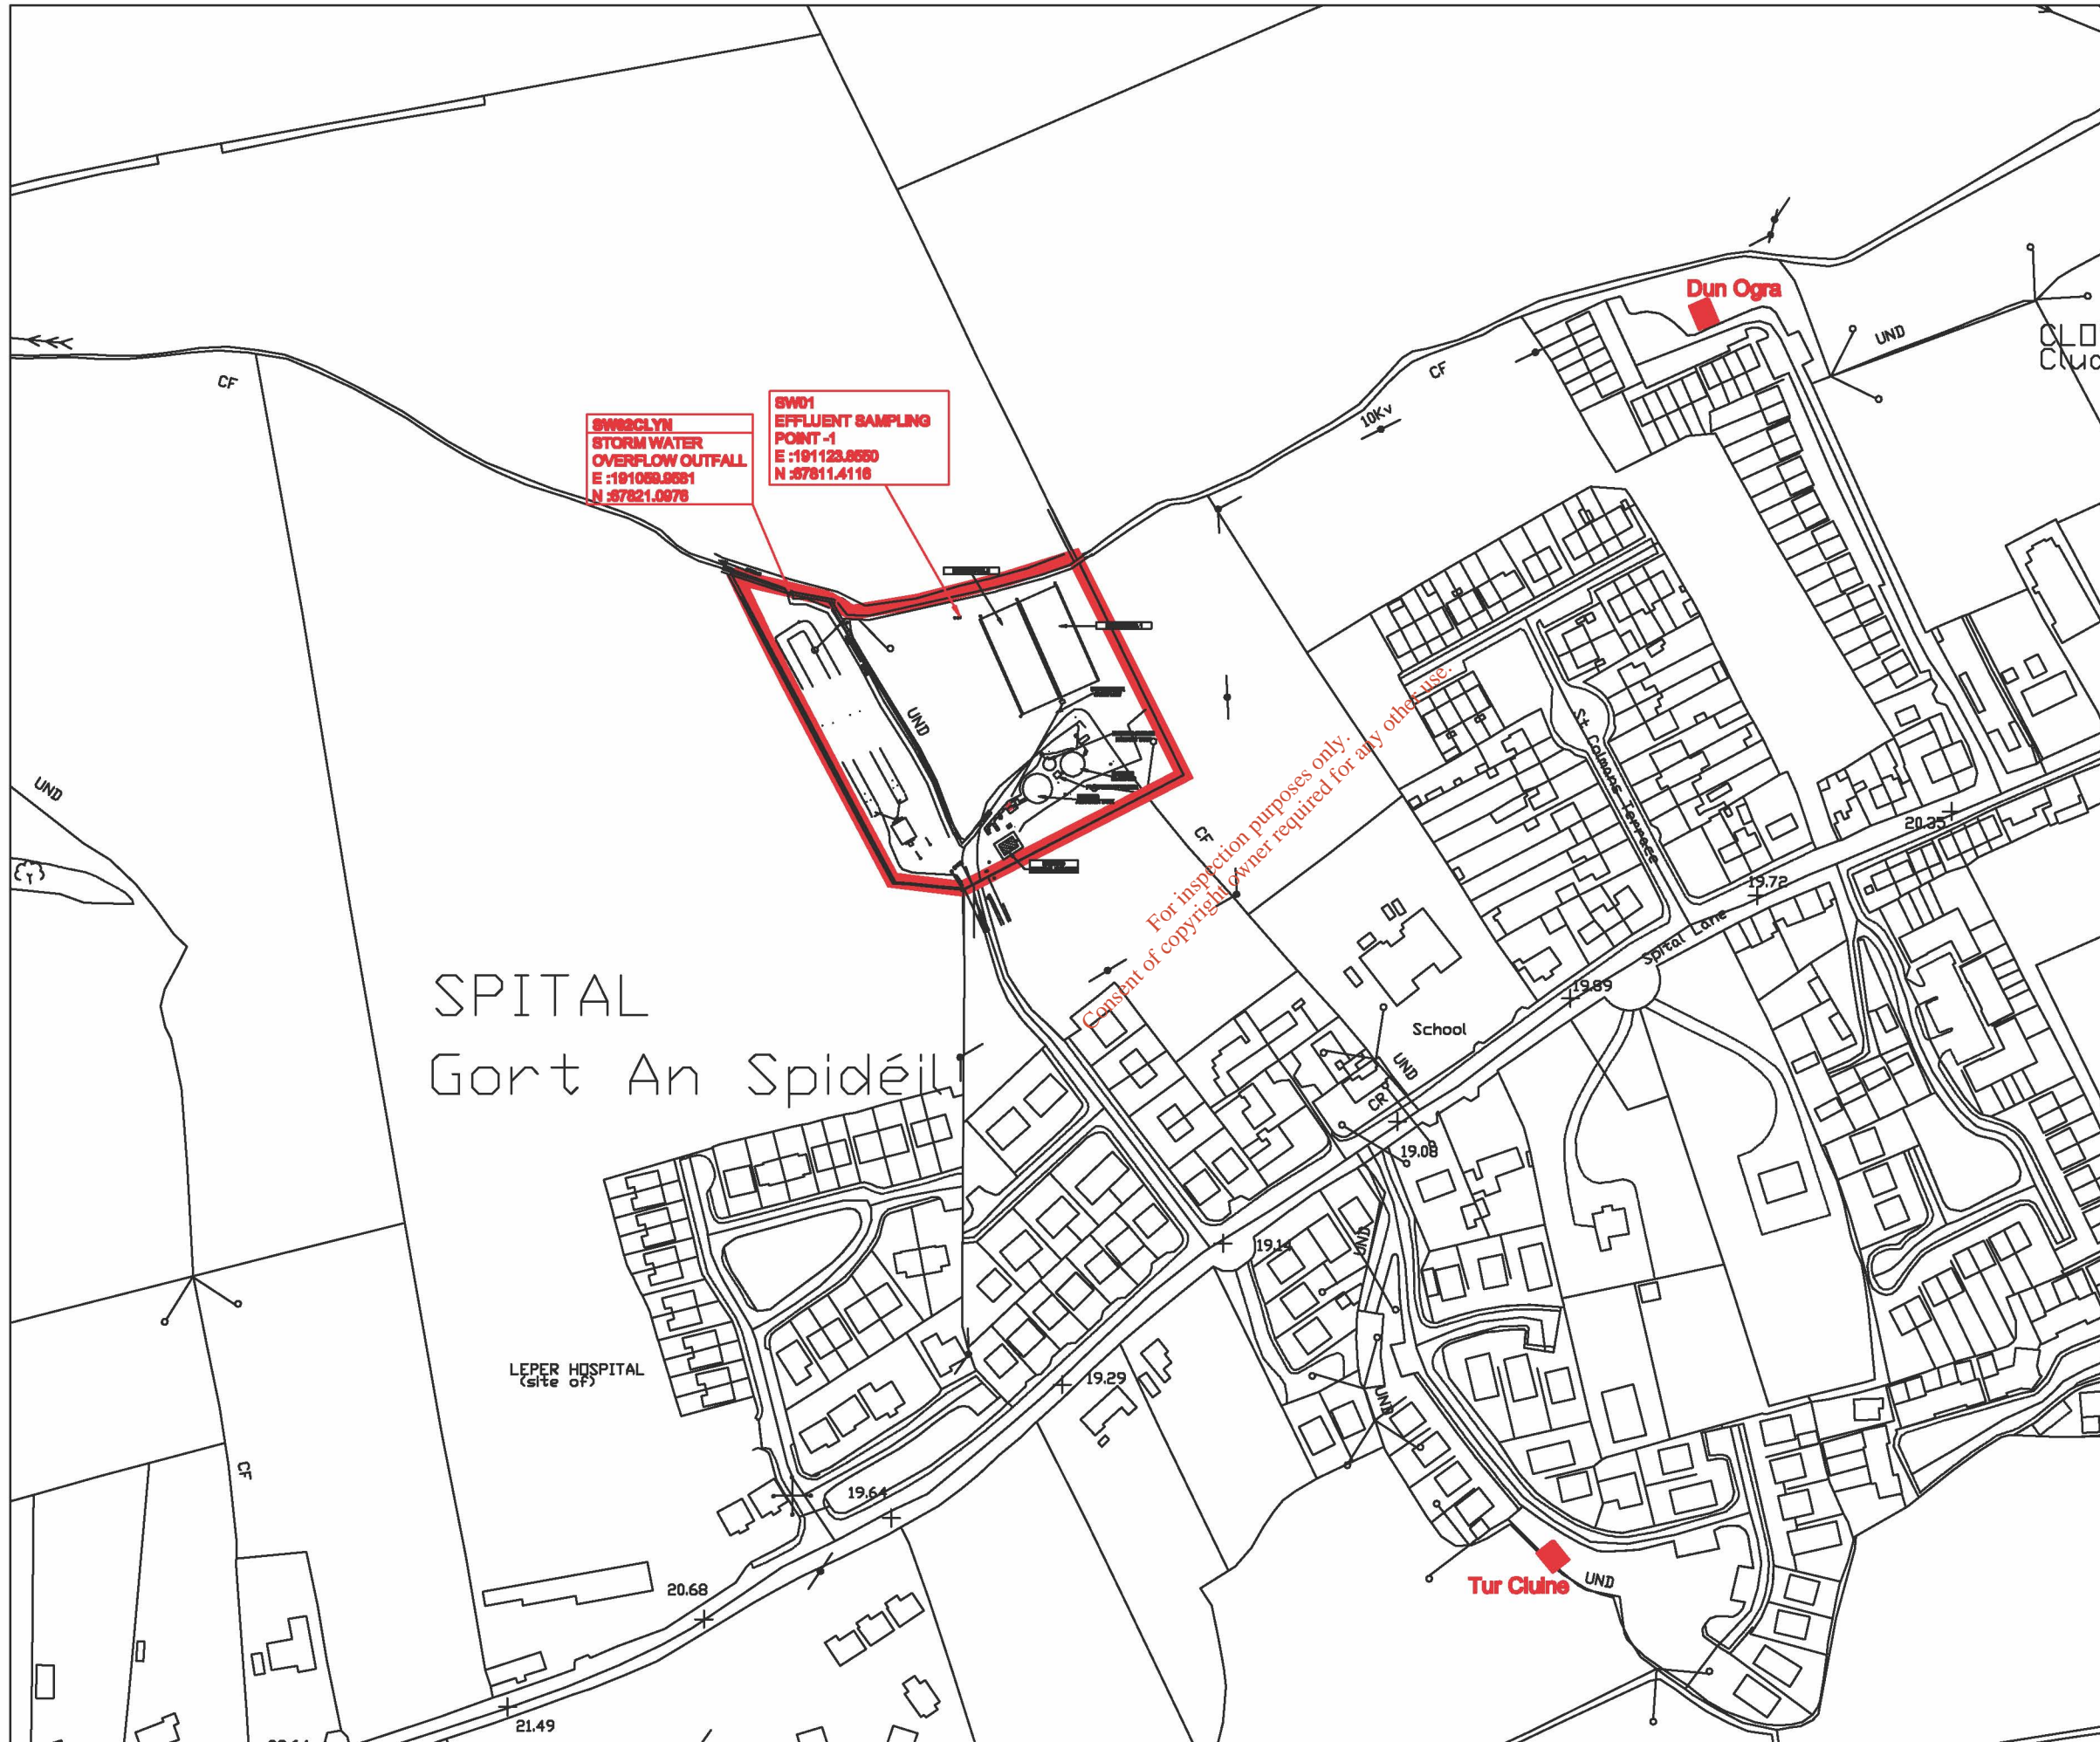 Dun Ogra
UND
CLO
Cluo
CF
CF
10Kv
SW02CLYN
STORM WATER
OVERFLOW OUTFALL
SW01
EFFLUENT SAMPLING
POINT -1
E :191123.8550
N :67811.4116
N :67821.0976
UND
UND
St Colmans Terrace
CF
20.35
19.72
Spital Lane
19.89
For inspection purposes only.
Consent of copyright owner required for any other use.
SPITAL
Gort An Spidéil
School
UND
CR
19.08
19.14
UND
LEPER HOSPITAL
(site of)
19.29
UND
CF
19.64
Tur Cluine
UND
20.68
21.49